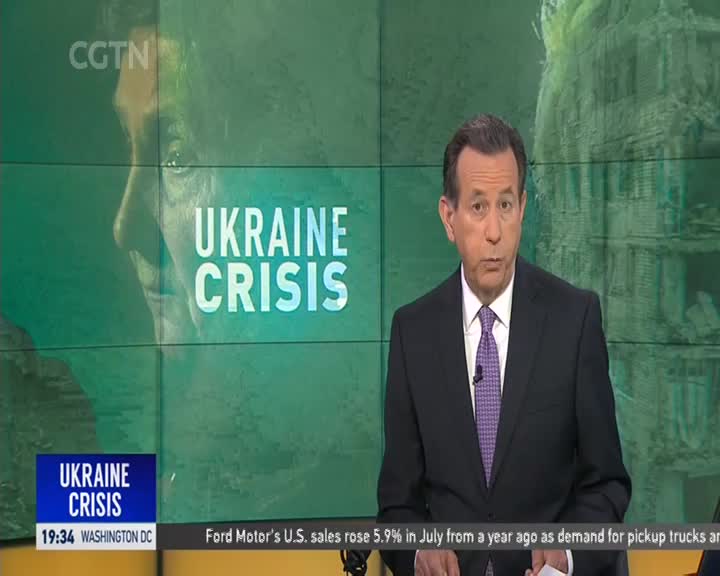 CGTN
UKRAINE
CRISIS
UKRAINE
CRISIS
19:34 WASHINGTON DC
Ford Motor's U.S. sales rose 5.9% in July from a year ago as demand for pickup trucks